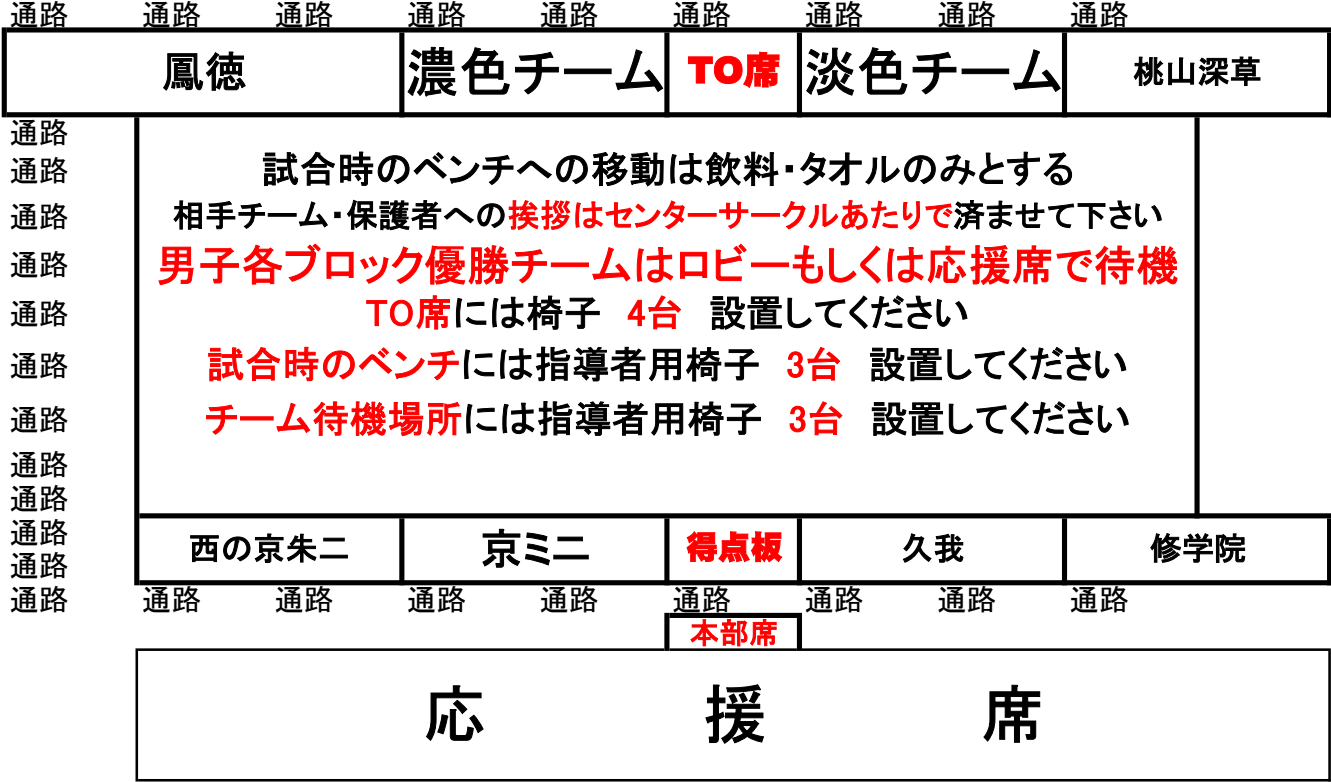 通路 通路 通路 通路 通路 通路 通路 通路 通路
鳳徳 濃色チーム TO席 淡色チーム 桃山深草
通路
通路 試合時のベンチへの移動は飲料・タオルのみとする
通路 相手チーム・保護者への挨拶はセンターサークルあたりで済ませて下さい
通路 男子各ブロック優勝チームはロビーもしくは応援席で待機
通路 TO席には椅子 4台 設置してください
通路 試合時のベンチには指導者用椅子 3台 設置してください
通路 チーム待機場所には指導者用椅子 3台 設置してください
通路
通路
通路 西の京朱二 京ミニ 得点板 久我 修学院
通路
通路 通路 通路 通路 通路 通路 通路 通路 通路
本部席
応 援 席